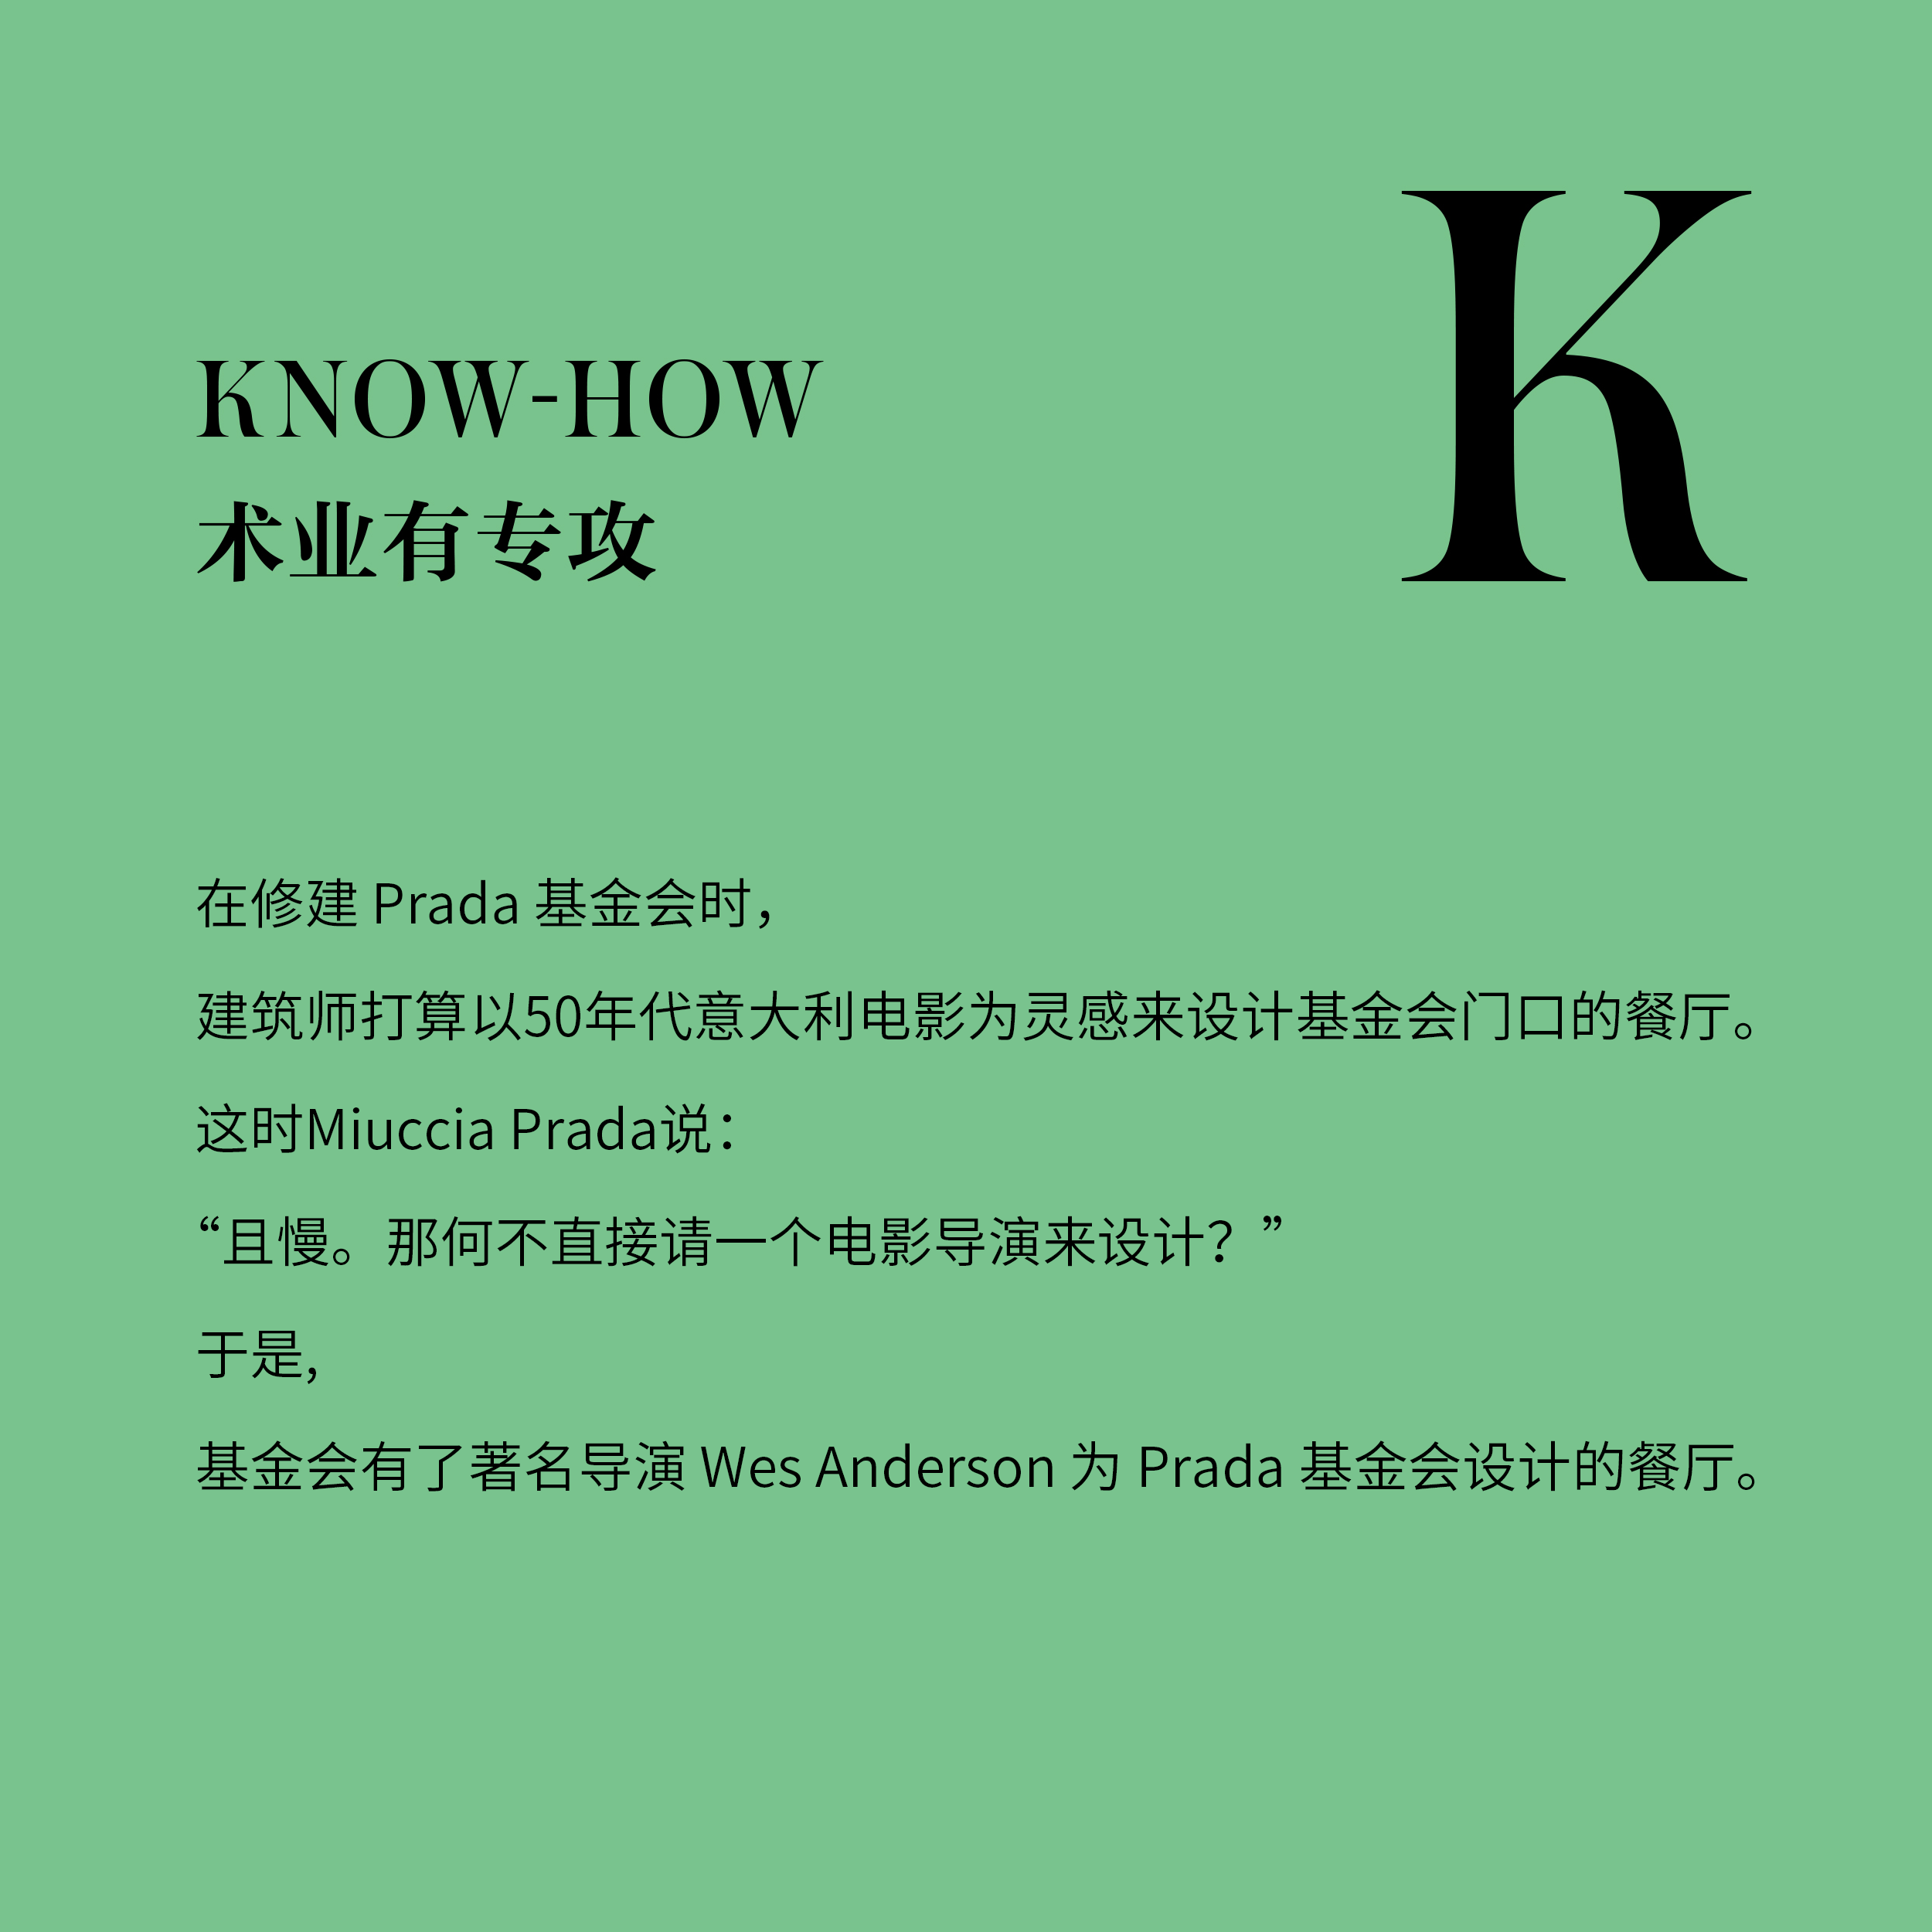 K
KNOW-HOW
术业有专攻
在修建 Prada 基金会时，
建筑师打算以50年代意大利电影为灵感来设计基金会门口的餐厅。
这时Miuccia Prada说：
“且慢。那何不直接请一个电影导演来设计？”
于是,
基金会有了著名导演 Wes Anderson 为 Prada 基金会设计的餐厅。